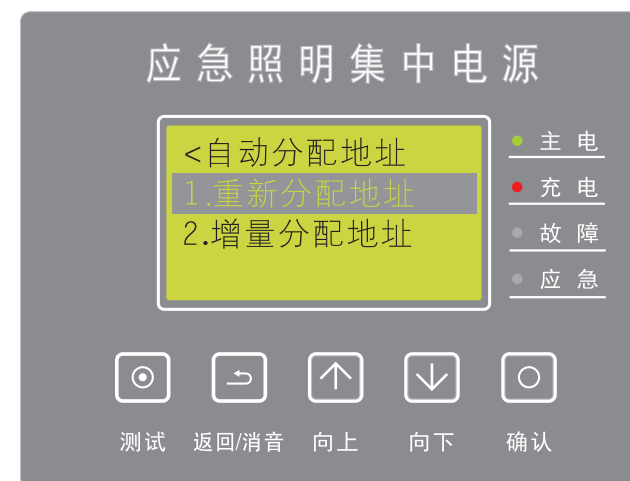 应急照明集中电源
<自动分配地址
1.重新分配地址
2.增量分配地址
主电
充电
故障
应急
测试 返回/消音 向上 向下 确认